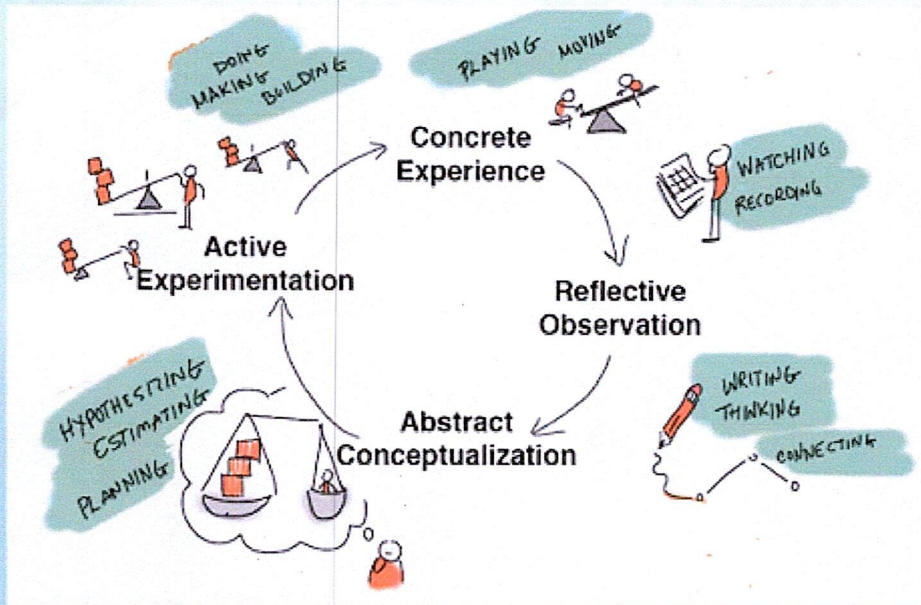 DOING
MAKING
BUILDING
PLAYING MOVING
Concrete
Experience
WATCHING
RECORDING
Active
Experimentation
Reflective
Observation
HYPOTHESIZING
ESTIMATING
PLANNING
Abstract
Conceptualization
WRITING
THINKING
CONNECTING